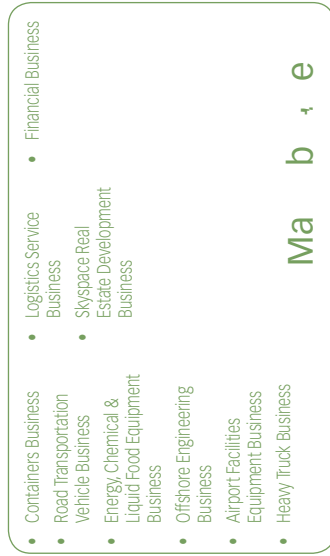 Containers Business
Road Transportation
Vehicle Business
Energy, Chemical &
Liquid Food Equipment
Business
Offshore Engineering
Business
Airport Facilities
Equipment Business
Heavy Truck Business
Logistics Service
Business
Skyspace Real
Estate Development
Business
Financial Business